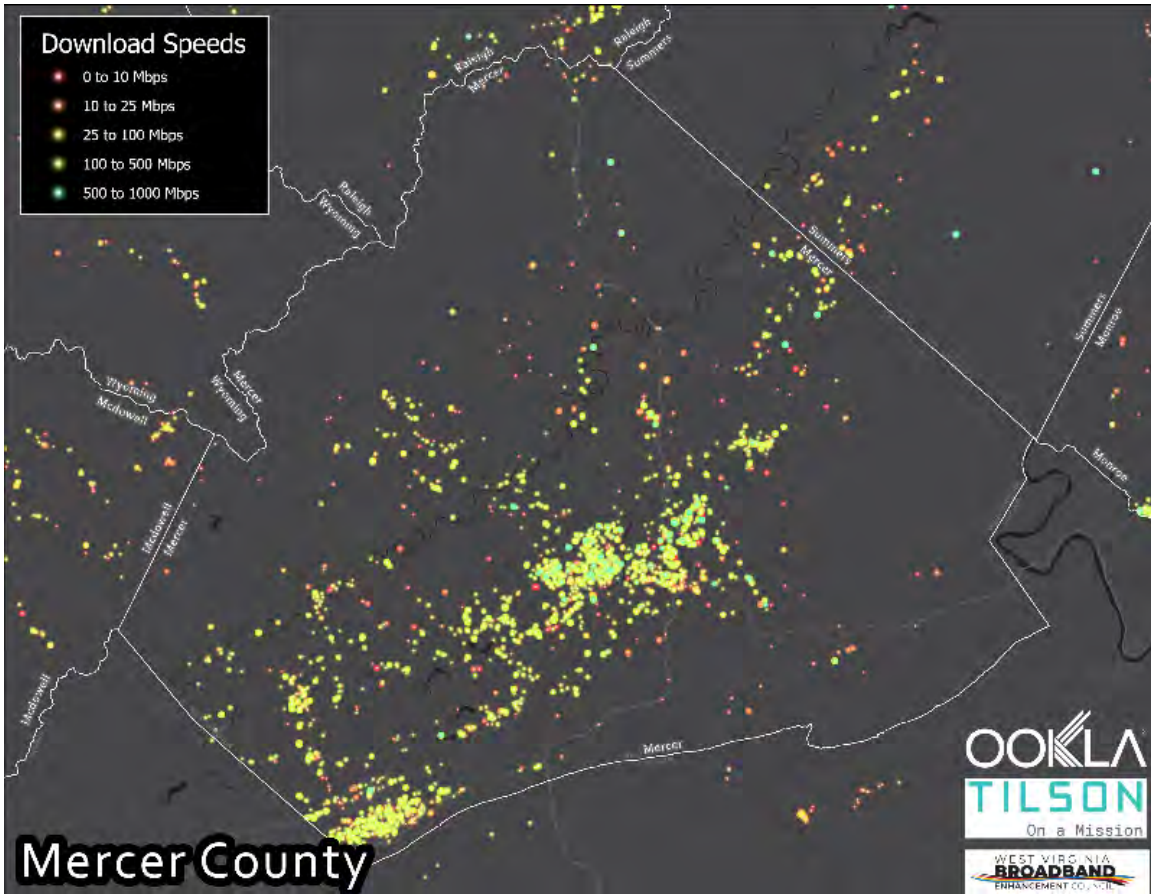 Download Speeds
0 to 10 Mbps
10 to 25 Mbps
25 to 100 Mbps
100 to 500 Mbps
500 to 1000 Mbps
Raleigh
Mercer
Raleigh
Summers
Raleigh
Wyoming
Summers
Mercer
Summers
Monroe
Wyoming
Mcdowell
Mercer
Wyoming
Monroe
Mcdowell
Mercer
Mcdowell
Mercer
OOKLA
TILSON
On a Mission
WEST VIRGINIA
BROADBAND
ENHANCEMENT COUNCIL
Mercer County